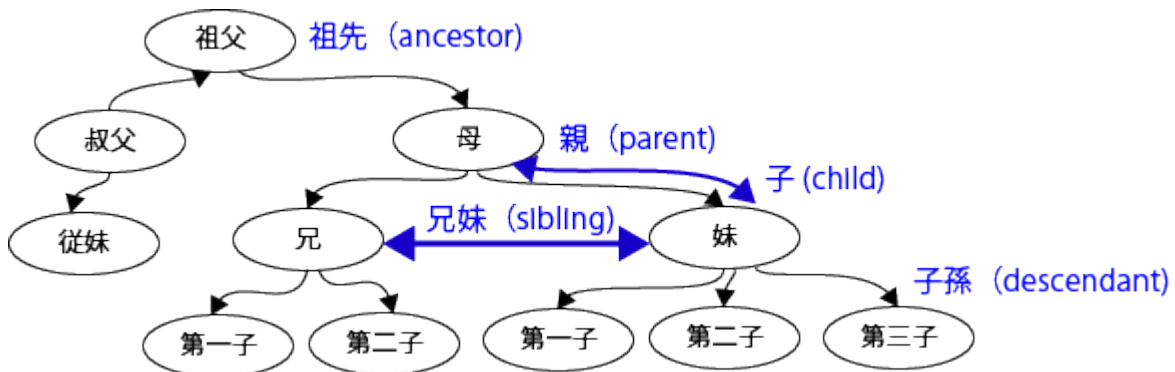 祖父 祖先（ancestor)
叔父 母 親（parent)
子 (child)
従妹 兄 兄妹（sibling) 妹
子孫（descendant)
第一子 第二子 第一子 第二子 第三子